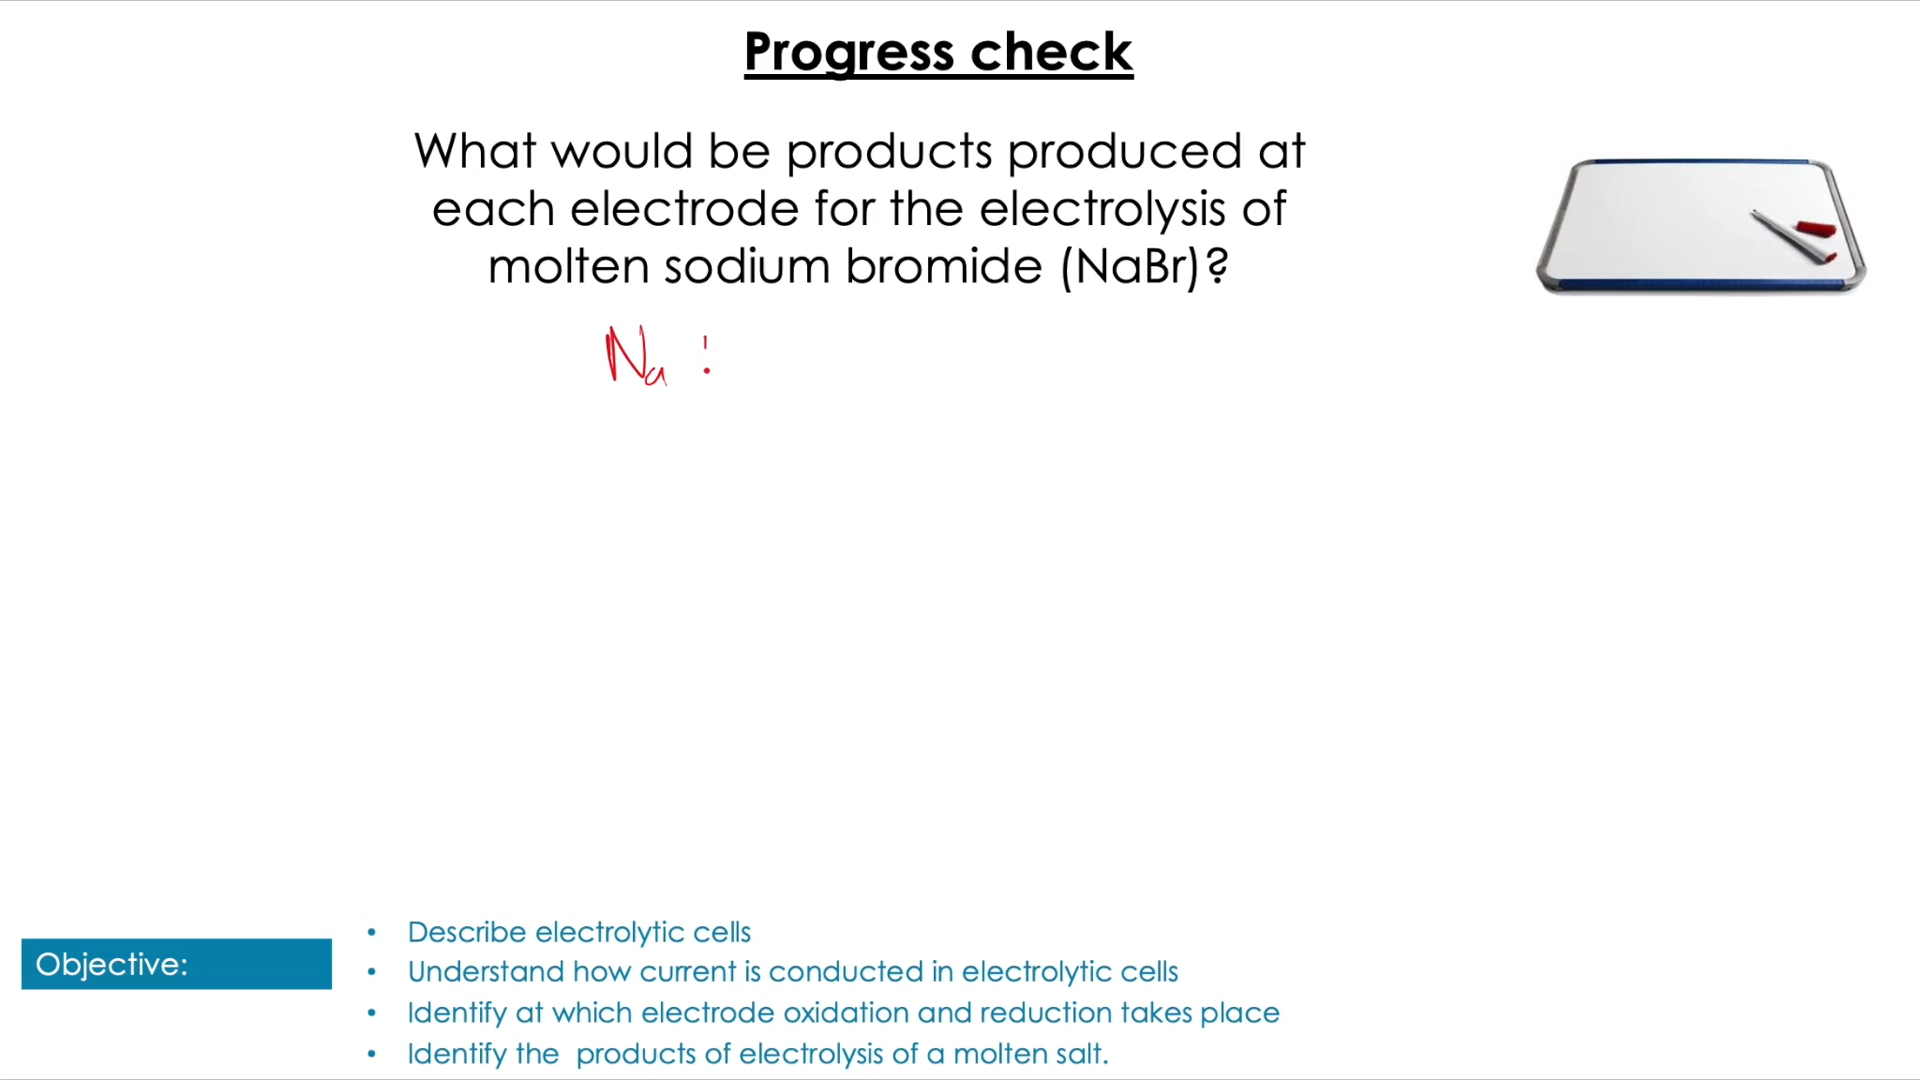 Progress check
What would be products produced at
each electrode for the electrolysis of
molten sodium bromide (NaBr)?
Na :
Objective:
• Describe electrolytic cells
• Understand how current is conducted in electrolytic cells
• Identify at which electrode oxidation and reduction takes place
• Identify the  products of electrolysis of a molten salt.